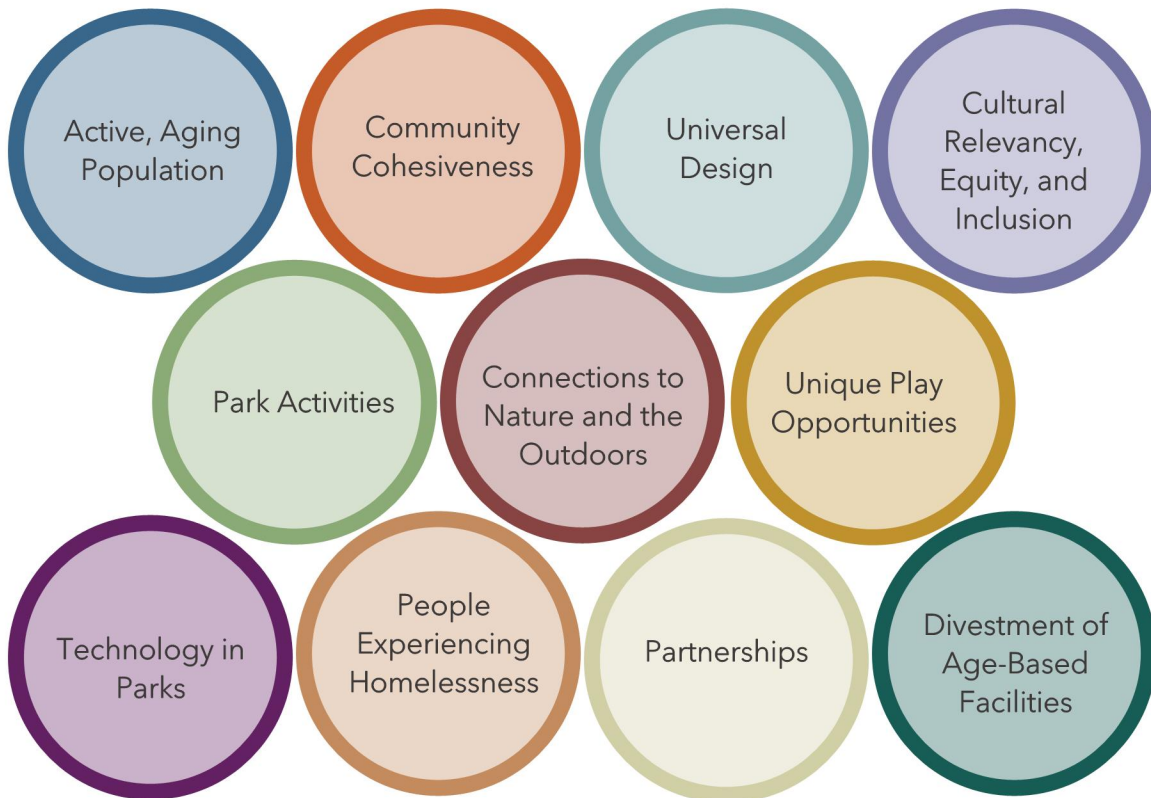 Active, Aging
Population
Community
Cohesiveness
Universal
Design
Cultural
Relevancy,
Equity, and
Inclusion
Park Activities
Connections to
Nature and the
Outdoors
Unique Play
Opportunities
Technology in
Parks
People
Experiencing
Homelessness
Partnerships
Divestment of
Age-Based
Facilities